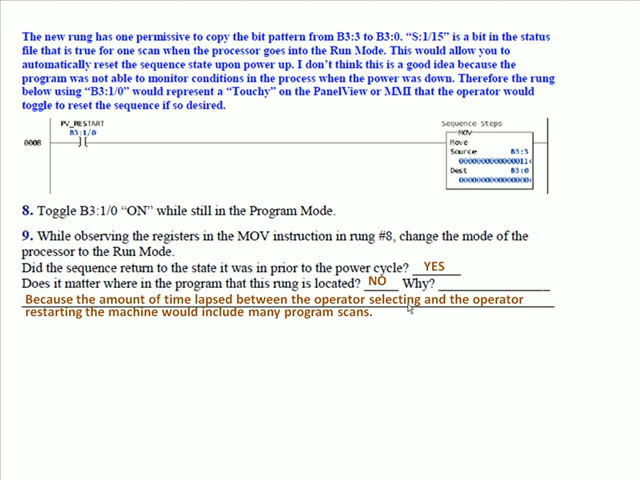 The new rung has one permissive to copy the bit pattern from B3:3 to B3:0. “S:1/15” is a bit in the status
file that is true for one scan when the processor goes into the Run Mode. This would allow you to
automatically reset the sequence state upon power up. I don’t think this is a good idea because the
program was not able to monitor conditions in the process when the power was down. Therefore the rung
below using “B3:1/0” would represent a “Touchy” on the PanelView or MMI that the operator would
toggle to reset the sequence if so desired.
PV_RESTART
B3:1/0
0008
Sequence Steps
MOV
Move
Source B3:3
Dest B3:0
8. Toggle B3:1/0 “ON” while still in the Program Mode.
9. While observing the registers in the MOV instruction in rung #8, change the mode of the
processor to the Run Mode.
Did the sequence return to the state it was in prior to the power cycle? YES
Does it matter where in the program that this rung is located? NO Why?
Because the amount of time lapsed between the operator selecting and the operator
restarting the machine would include many program scans.